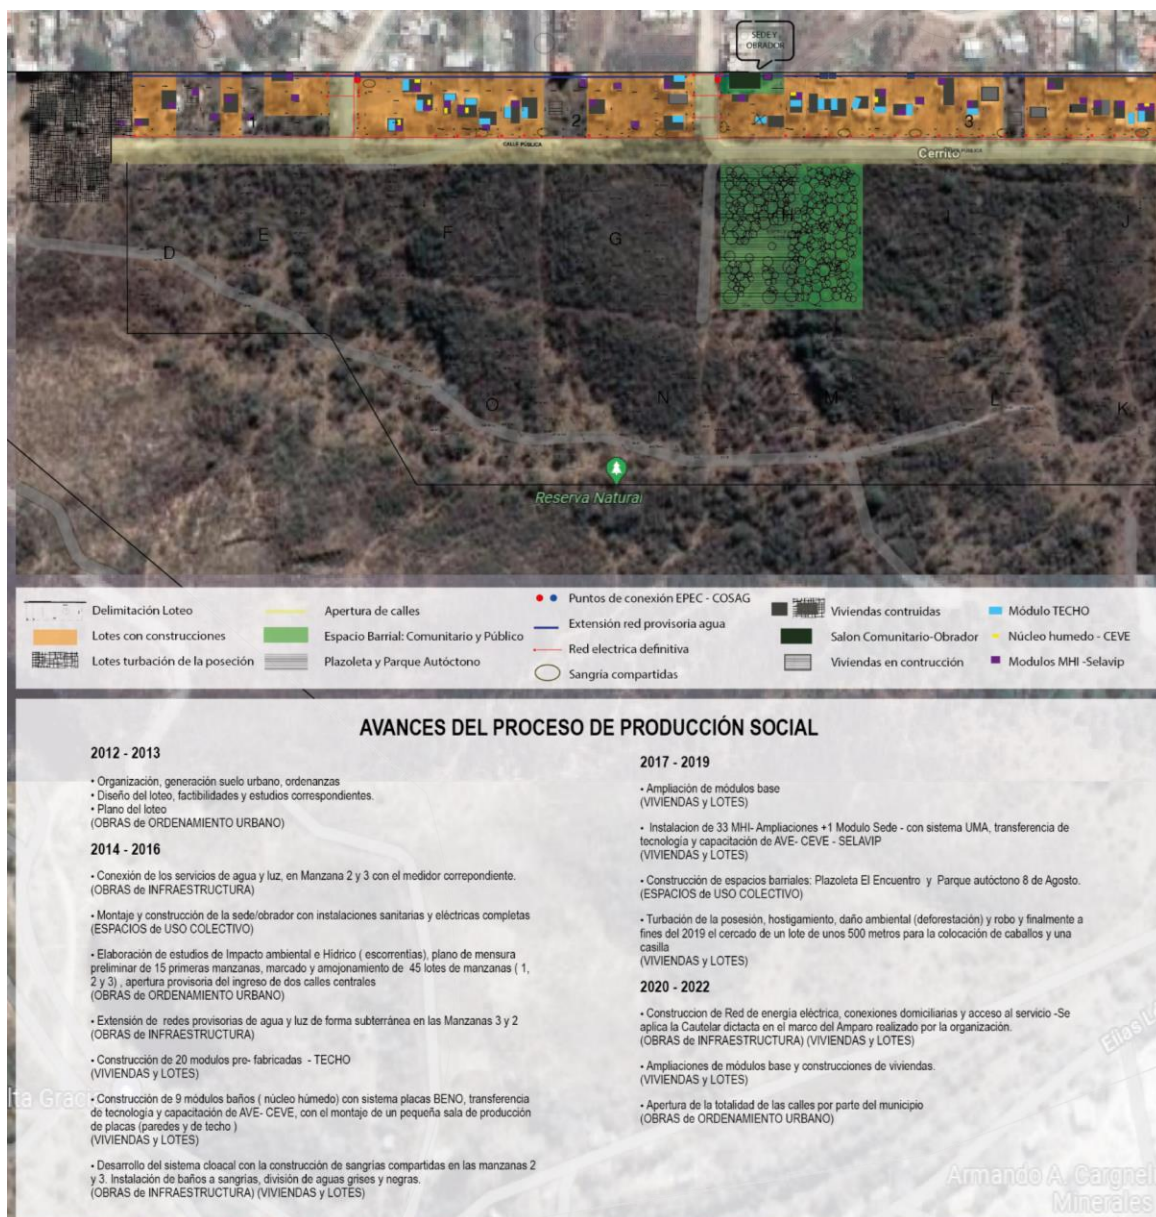 SEDE Y
OBRADOR
1
2
3
CALLE PÚBLICA
Cerrito
D
E
F
G
H
I
J
O
N
M
L
K
Reserva Natural
Delimitación Loteo
Lotes con construcciones
Lotes turbación de la poseción
Apertura de calles
Espacio Barrial: Comunitario y Público
Plazoleta y Parque Autóctono
Puntos de conexión EPEC - COSAG
Extensión red provisoria agua
Red electrica definitiva
Sangría compartidas
Viviendas contruidas
Salon Comunitario-Obrador
Viviendas en contrucción
Módulo TECHO
Núcleo humedo - CEVE
Modulos MHI -Selavip
AVANCES DEL PROCESO DE PRODUCCIÓN SOCIAL
2012 - 2013
• Organización, generación suelo urbano, ordenanzas
• Diseño del loteo, factibilidades y estudios correspondientes.
• Plano del loteo
(OBRAS de ORDENAMIENTO URBANO)
2014 - 2016
• Conexión de los servicios de agua y luz, en Manzana 2 y 3 con el medidor correpondiente.
(OBRAS de INFRAESTRUCTURA)
• Montaje y construcción de la sede/obrador con instalaciones sanitarias y eléctricas completas
(ESPACIOS de USO COLECTIVO)
• Elaboración de estudios de Impacto ambiental e Hídrico ( escorrentías), plano de mensura
preliminar de 15 primeras manzanas, marcado y amojonamiento de 45 lotes de manzanas ( 1,
2 y 3) , apertura provisoria del ingreso de dos calles centrales
(OBRAS de ORDENAMIENTO URBANO)
• Extensión de redes provisorias de agua y luz de forma subterránea en las Manzanas 3 y 2
(OBRAS de INFRAESTRUCTURA)
• Construcción de 20 modulos pre- fabricadas - TECHO
(VIVIENDAS y LOTES)
• Construcción de 9 módulos baños ( núcleo húmedo) con sistema placas BENO, transferencia
de tecnología y capacitación de AVE- CEVE, con el montaje de un pequeña sala de producción
de placas (paredes y de techo )
(VIVIENDAS y LOTES)
• Desarrollo del sistema cloacal con la construcción de sangrías compartidas en las manzanas 2
y 3. Instalación de baños a sangrias, división de aguas grises y negras.
(OBRAS de INFRAESTRUCTURA) (VIVIENDAS y LOTES)
2017 - 2019
• Ampliación de módulos base
(VIVIENDAS y LOTES)
• Instalacion de 33 MHI- Ampliaciones +1 Modulo Sede - con sistema UMA, transferencia de
tecnología y capacitación de AVE- CEVE - SELAVIP
(VIVIENDAS y LOTES)
• Construcción de espacios barriales: Plazoleta El Encuentro y Parque autóctono 8 de Agosto.
(ESPACIOS de USO COLECTIVO)
• Turbación de la posesión, hostigamiento, daño ambiental (deforestación) y robo y finalmente a
fines del 2019 el cercado de un lote de unos 500 metros para la colocación de caballos y una
casilla
(VIVIENDAS y LOTES)
2020 - 2022
• Construccion de Red de energía eléctrica, conexiones domiciliarias y acceso al servicio -Se
aplica la Cautelar dictacta en el marco del Amparo realizado por la organización.
(OBRAS de INFRAESTRUCTURA) (VIVIENDAS y LOTES)
• Ampliaciones de módulos base y construcciones de viviendas.
(VIVIENDAS y LOTES)
• Apertura de la totalidad de las calles por parte del municipio
(OBRAS de ORDENAMIENTO URBANO)
lta Graci
Elias L
Armando A. Cargnel
Minerales